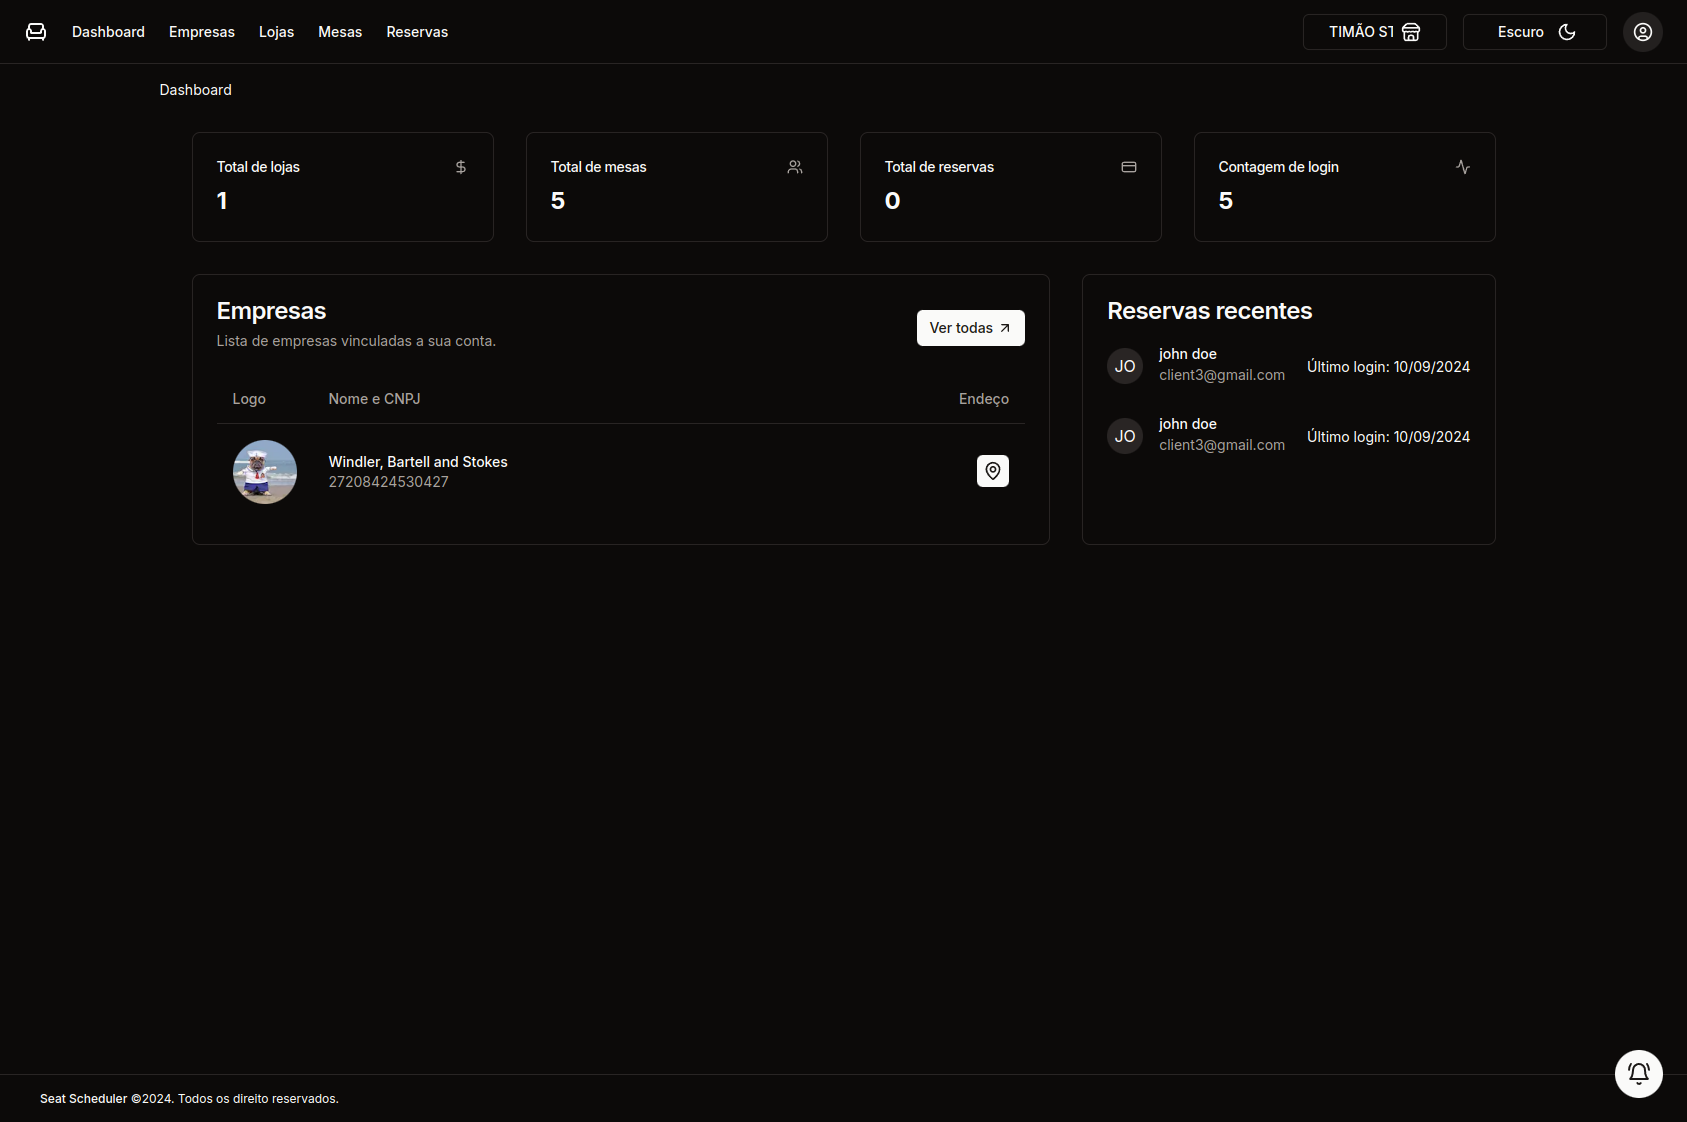 Dashboard Empresas Lojas Mesas Reservas TIMÃO ST Escuro
Dashboard
Total de lojas
1
Total de mesas
5
Total de reservas
0
Contagem de login
5
Empresas
Lista de empresas vinculadas a sua conta.
Ver todas
Logo Nome e CNPJ Endeço
Windler, Bartell and Stokes
27208424530427
Reservas recentes
JO
john doe
client3@gmail.com
Último login: 10/09/2024
JO
john doe
client3@gmail.com
Último login: 10/09/2024
Seat Scheduler ©2024. Todos os direito reservados.